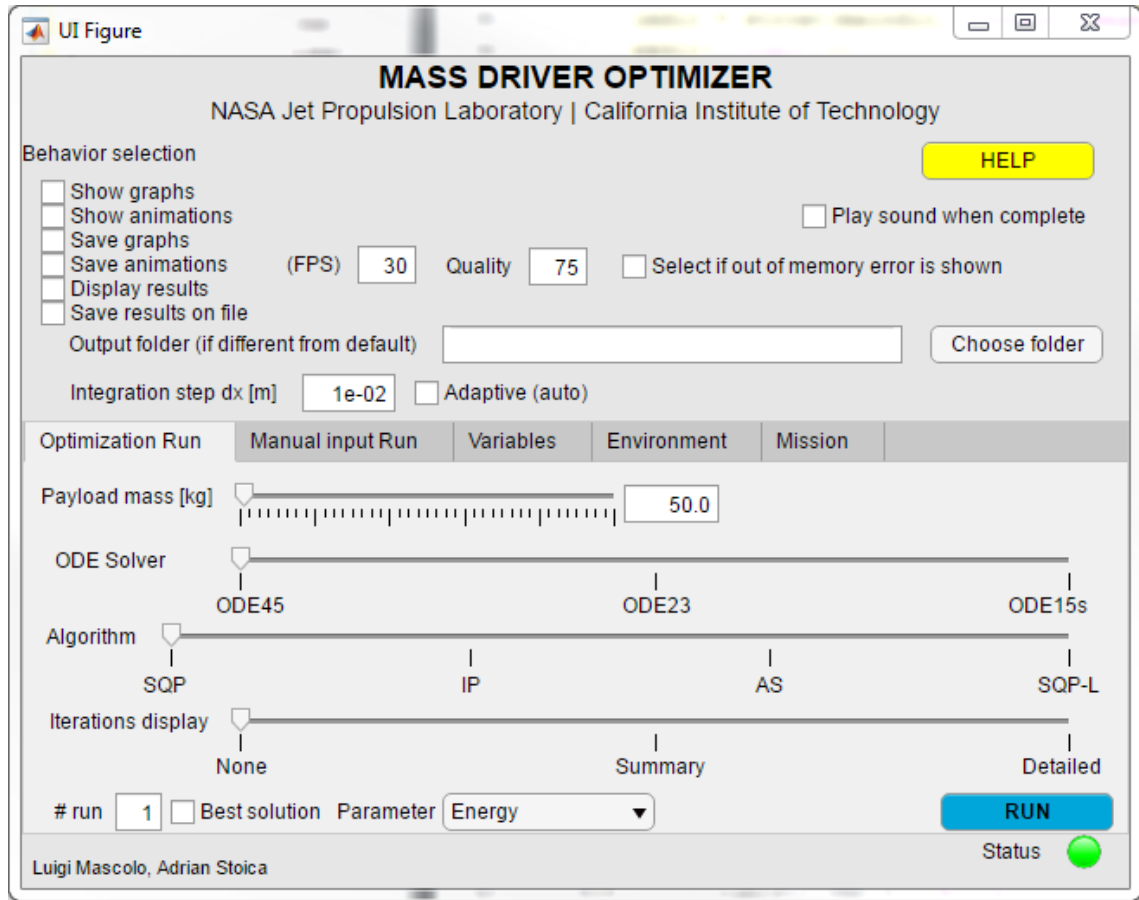 UI Figure
MASS DRIVER OPTIMIZER
NASA Jet Propulsion Laboratory | California Institute of Technology
Behavior selection
HELP
Show graphs
Show animations
Play sound when complete
Save graphs
Save animations (FPS) 30 Quality 75 Select if out of memory error is shown
Display results
Save results on file
Output folder (if different from default) Choose folder
Integration step dx [m] 1e-02 Adaptive (auto)
Optimization Run Manual input Run Variables Environment Mission
Payload mass [kg] 50.0
ODE Solver
ODE45 ODE23 ODE15s
Algorithm
SQP IP AS SQP-L
Iterations display
None Summary Detailed
# run 1 Best solution Parameter Energy RUN
Status
Luigi Mascolo, Adrian Stoica